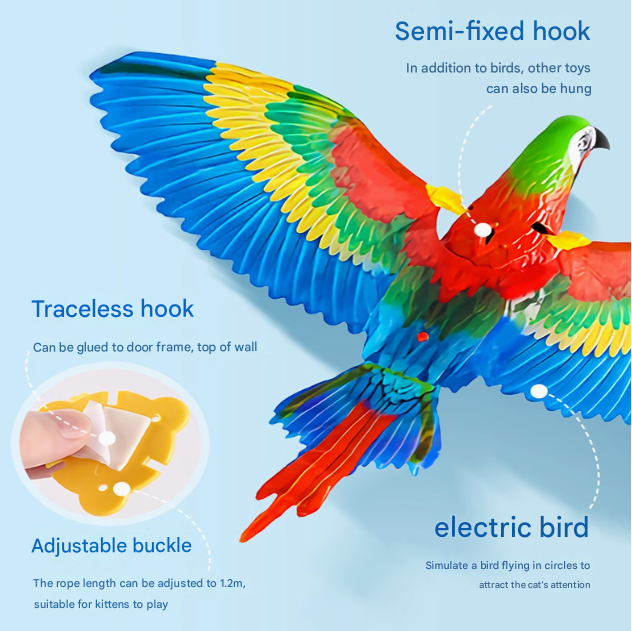 Semi-fixed hook
In addition to birds, other toys
can also be hung
Traceless hook
Can be glued to door frame, top of wall
electric bird
Simulate a bird flying in circles to
attract the cat's attention
Adjustable buckle
The rope length can be adjusted to 1.2m,
suitable for kittens to play